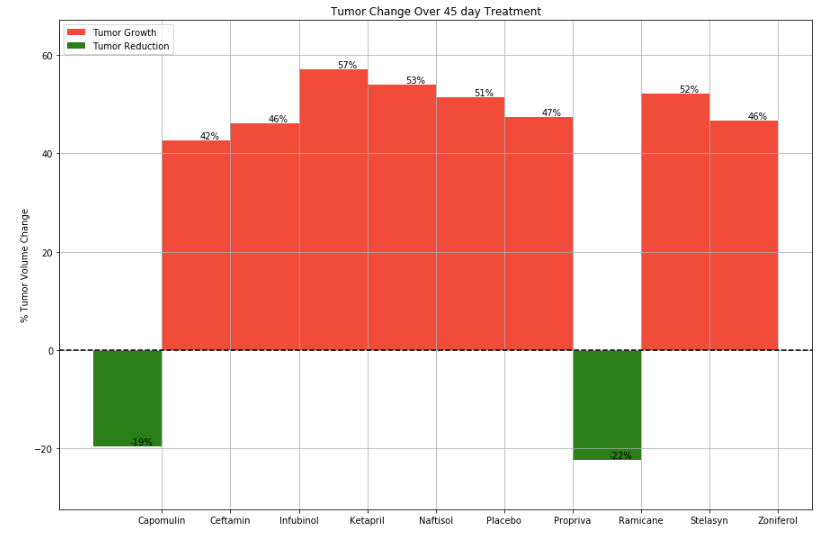 Tumor Change Over 45 day Treatment
Tumor Growth
Tumor Reduction
60
40
20
0
−20
% Tumor Volume Change
-19%
42%
46%
57%
53%
51%
47%
-22%
52%
46%
Capomulin
Ceftamin
Infubinol
Ketapril
Naftisol
Placebo
Propriva
Ramicane
Stelasyn
Zoniferol